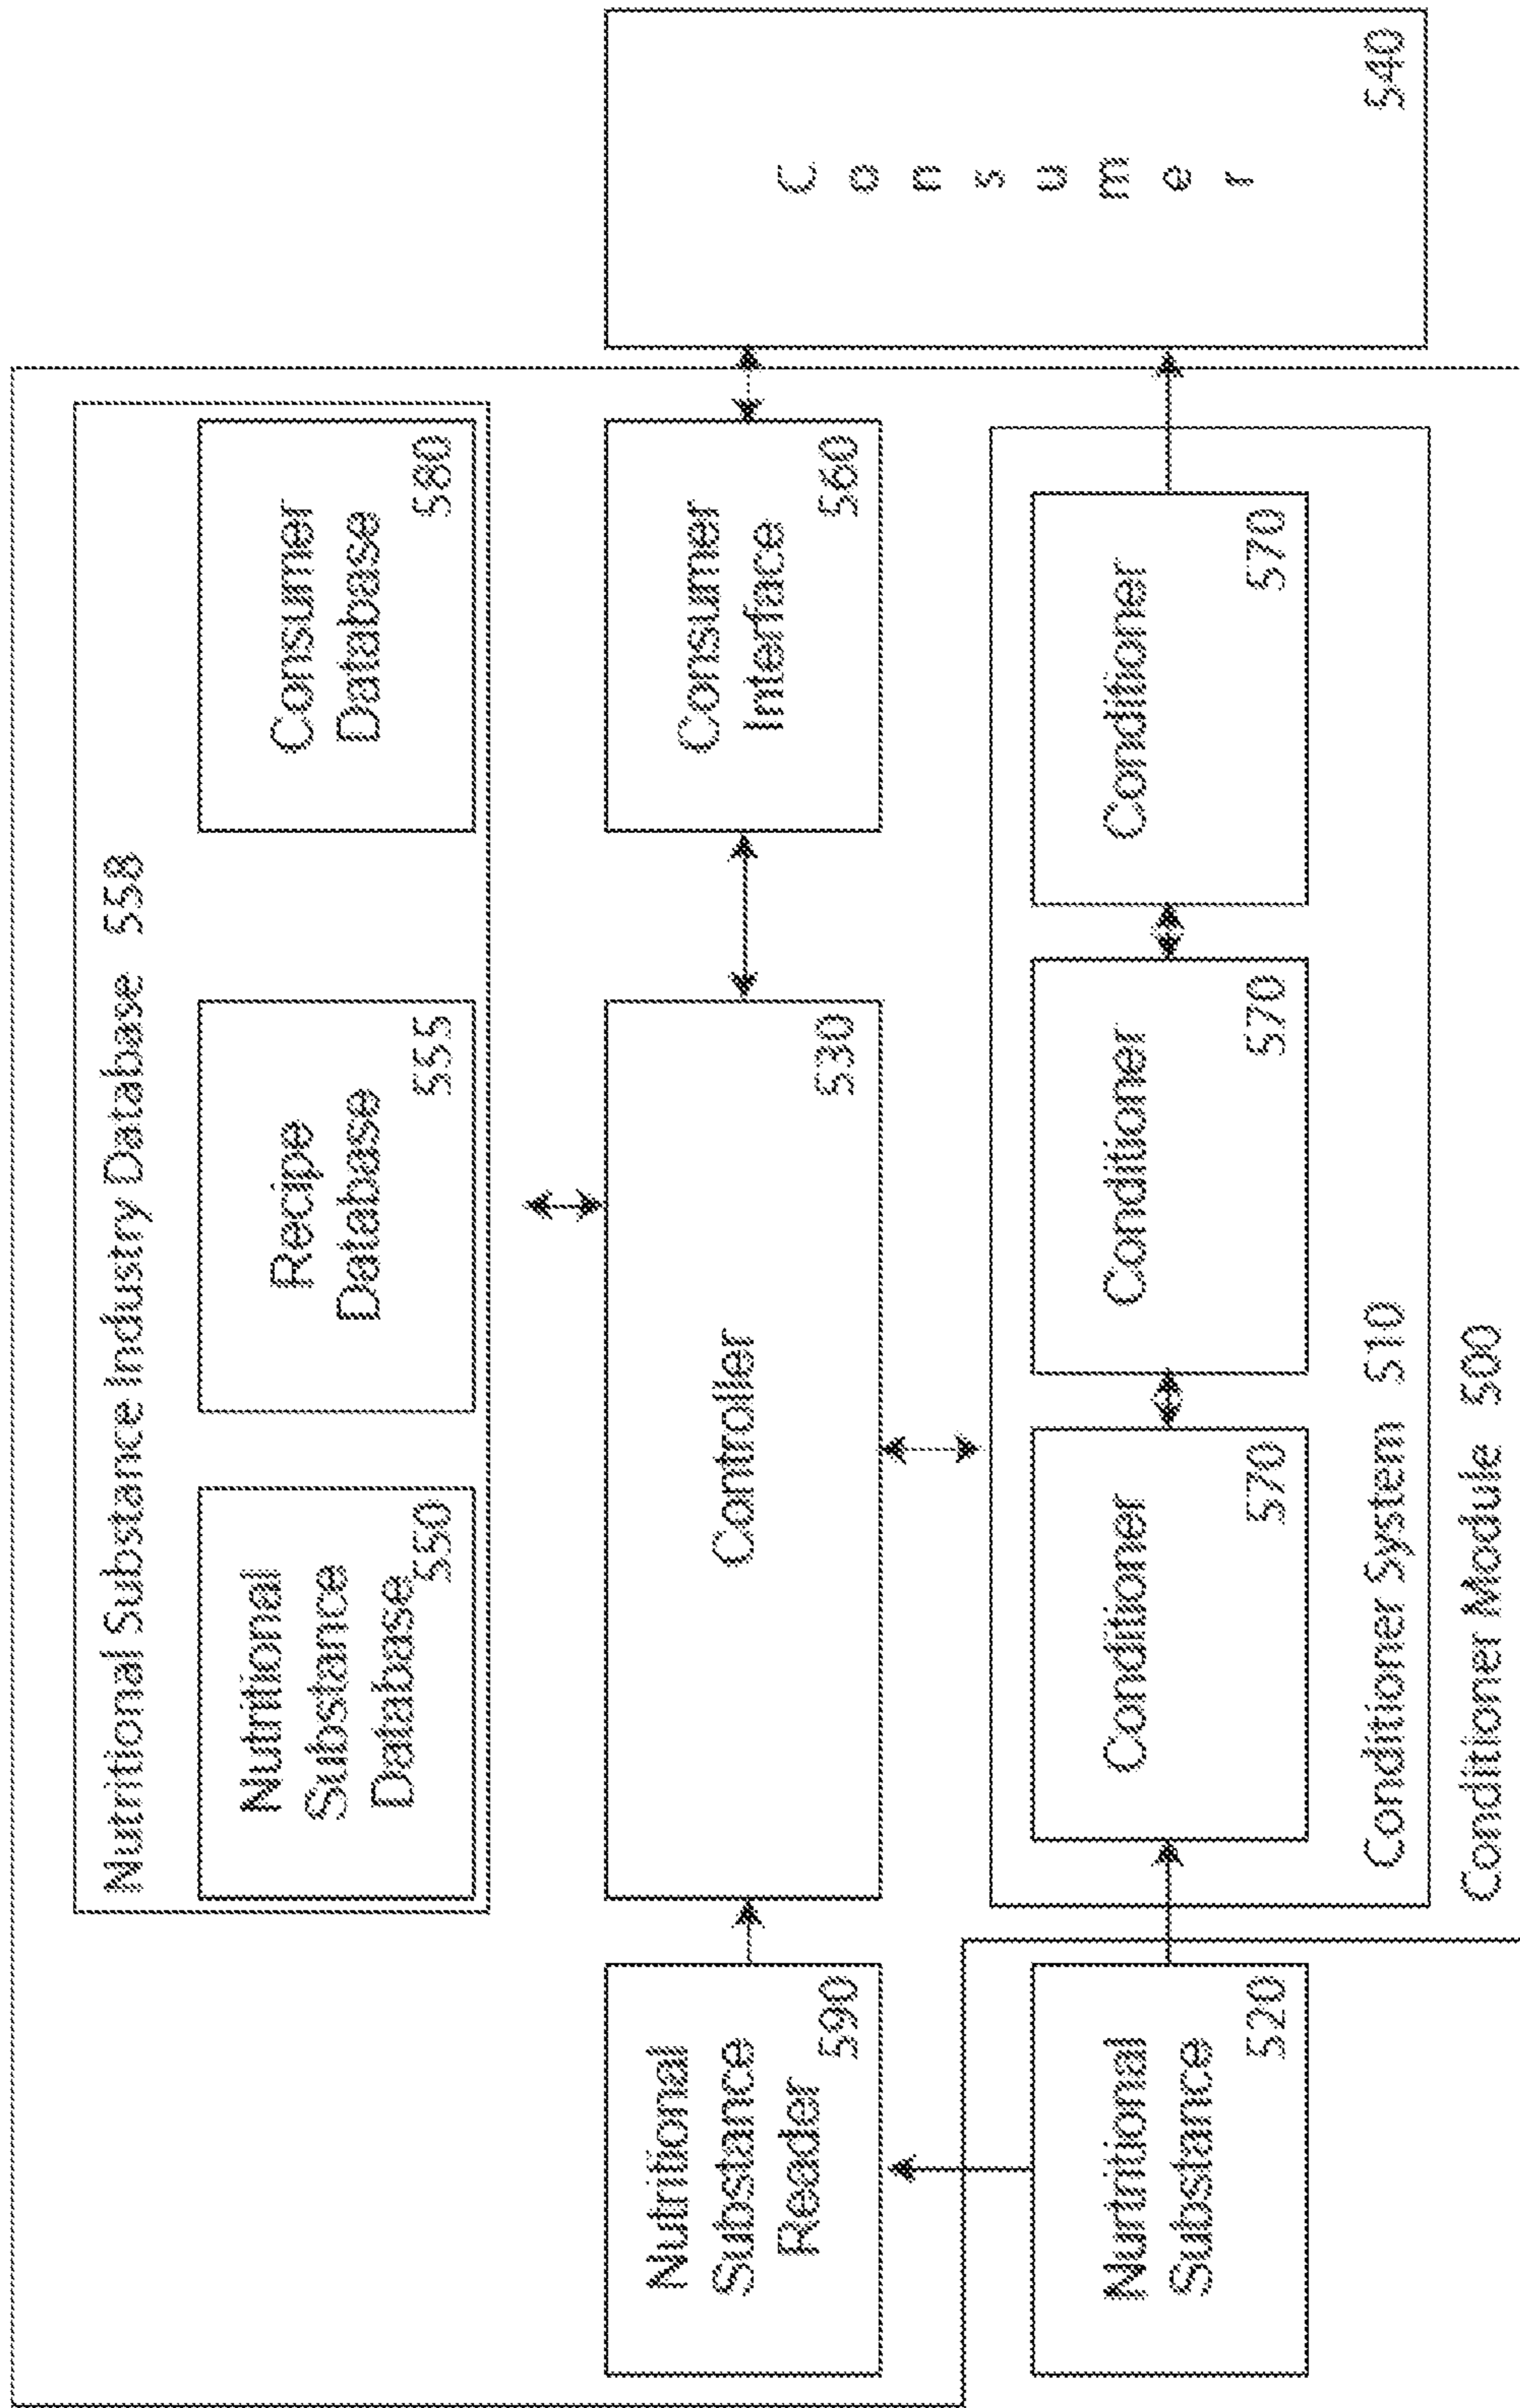 Nutritional Substance Industry Database 558
Nutritional
Substance
Database
550
Recipe
Database
555
Consumer
Database
580
Nutritional
Substance
Reader
590
Controller
530
Consumer
Interface
560
Consumer
540
Nurtritional
Substance
520
Conditioner
570
Conditioner
570
Conditioner
570
Conditioner System 510
Conditioner Module 500